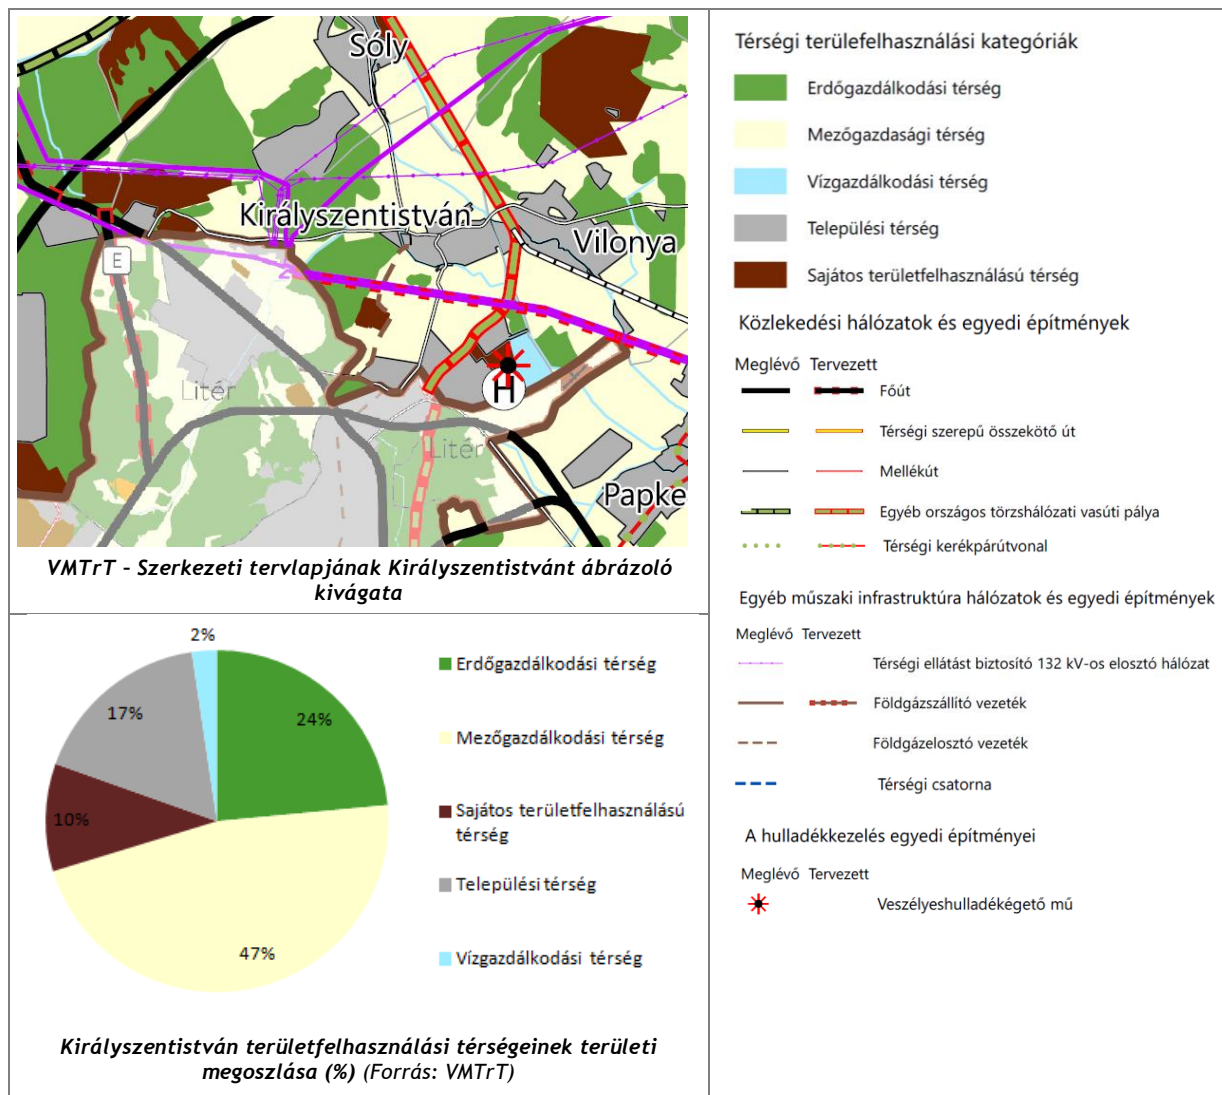 Sóly
Királyszentistván
Vilonya
E
Litér
H
Litér
Papke
VMTrT - Szerkezeti tervlapjának Királyszentistvánt ábrázoló
kivágata
2%
17%
24%
10%
47%
Erdőgazdálkodási térség
Mezőgazdálkodási térség
Sajátos területfelhasználású
térség
Települési térség
Vízgazdálkodási térség
Királyszentistván területfelhasználási térségeinek területi
megoszlása (%) (Forrás: VMTrT)
Térségi terülefelhasználási kategóriák
Erdőgazdálkodási térség
Mezőgazdasági térség
Vízgazdálkodási térség
Települési térség
Sajátos területfelhasználású térség
Közlekedési hálózatok és egyedi építmények
Meglévő Tervezett
Főút
Térségi szerepű összekötő út
Mellékút
Egyéb országos törzshálózati vasúti pálya
Térségi kerékpárútvonal
Egyéb műszaki infrastruktúra hálózatok és egyedi építmények
Meglévő Tervezett
Térségi ellátást biztosító 132 kV-os elosztó hálózat
Földgázszállító vezeték
Földgázelosztó vezeték
Térségi csatorna
A hulladékkezelés egyedi építményei
Meglévő Tervezett
Veszélyeshulladékégető mű